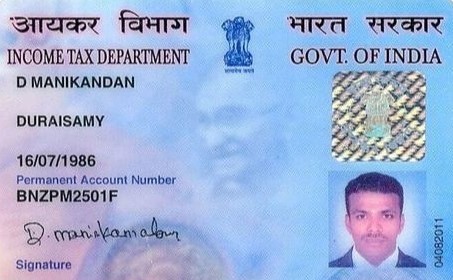 आयकर विभाग
INCOME TAX DEPARTMENT
भारत सरकार
GOVT. OF INDIA
D MANIKANDAN
DURAISAMY
16/07/1986
Permanent Account Number
BNZPM2501F
D. manikandan
Signature
04082011